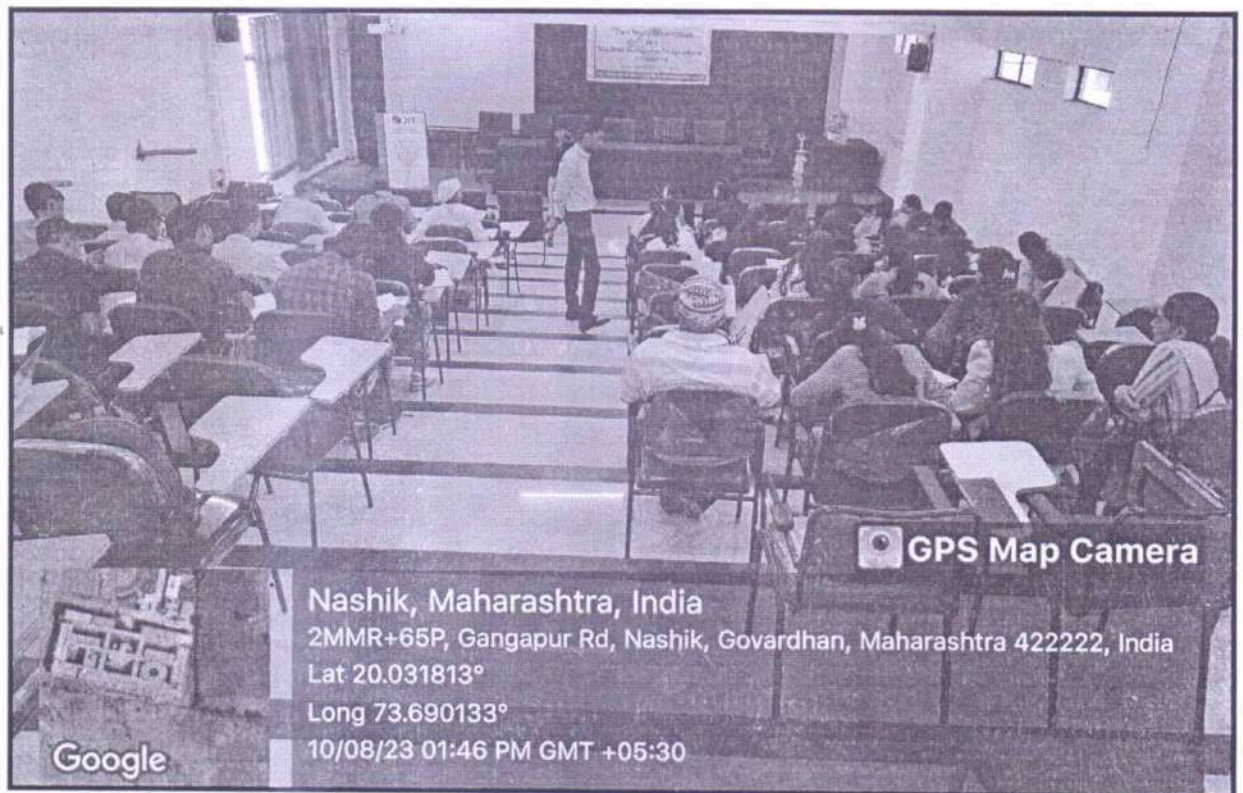 GPS Map Camera
Nashik, Maharashtra, India
2MMR+65P, Gangapur Rd, Nashik, Govardhan, Maharashtra 422222, India
Lat 20.031813°
Long 73.690133°
10/08/23 01:46 PM GMT +05:30
Google